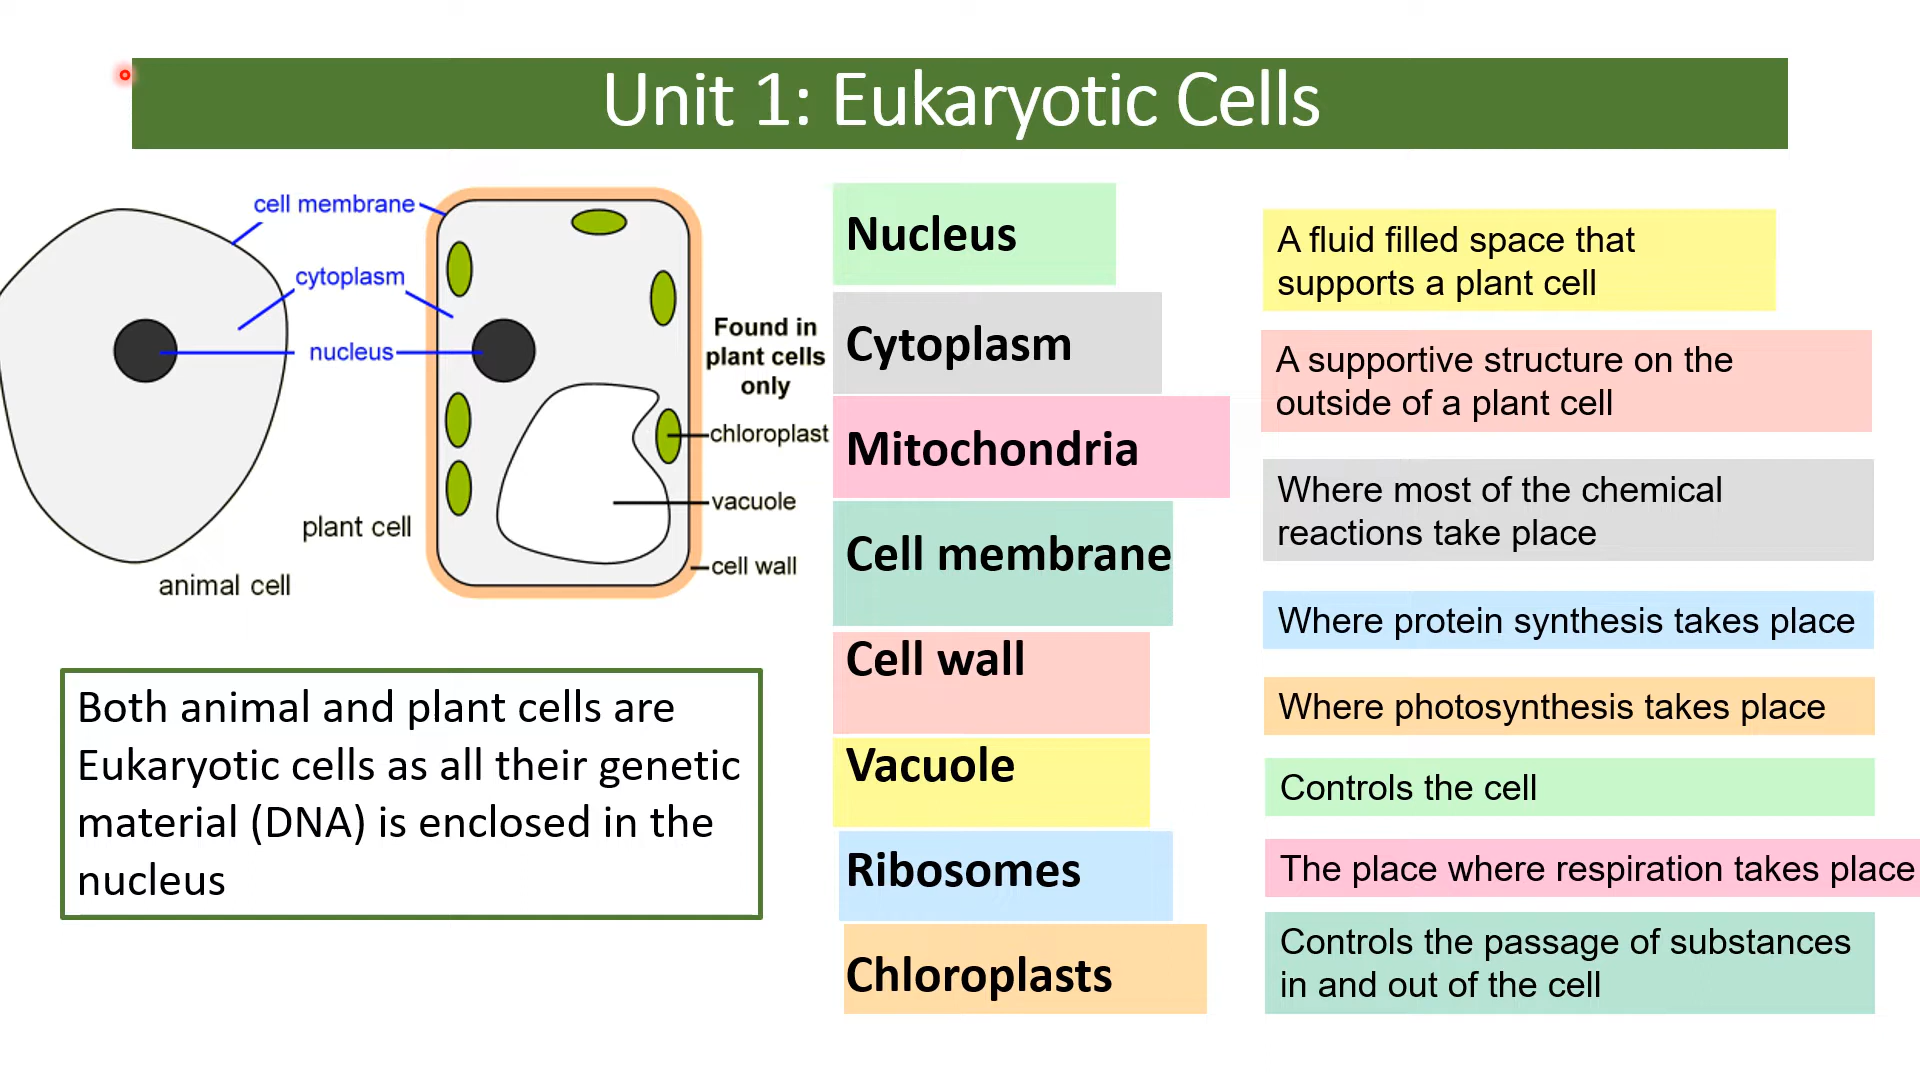 Unit 1: Eukaryotic Cells
cell membrane
cytoplasm
nucleus
plant cell
animal cell
Found in
plant cells
only
chloroplast
vacuole
cell wall
Both animal and plant cells are
Eukaryotic cells as all their genetic
material (DNA) is enclosed in the
nucleus
Nucleus
Cytoplasm
Mitochondria
Cell membrane
Cell wall
Vacuole
Ribosomes
Chloroplasts
A fluid filled space that
supports a plant cell
A supportive structure on the
outside of a plant cell
Where most of the chemical
reactions take place
Where protein synthesis takes place
Where photosynthesis takes place
Controls the cell
The place where respiration takes place
Controls the passage of substances
in and out of the cell